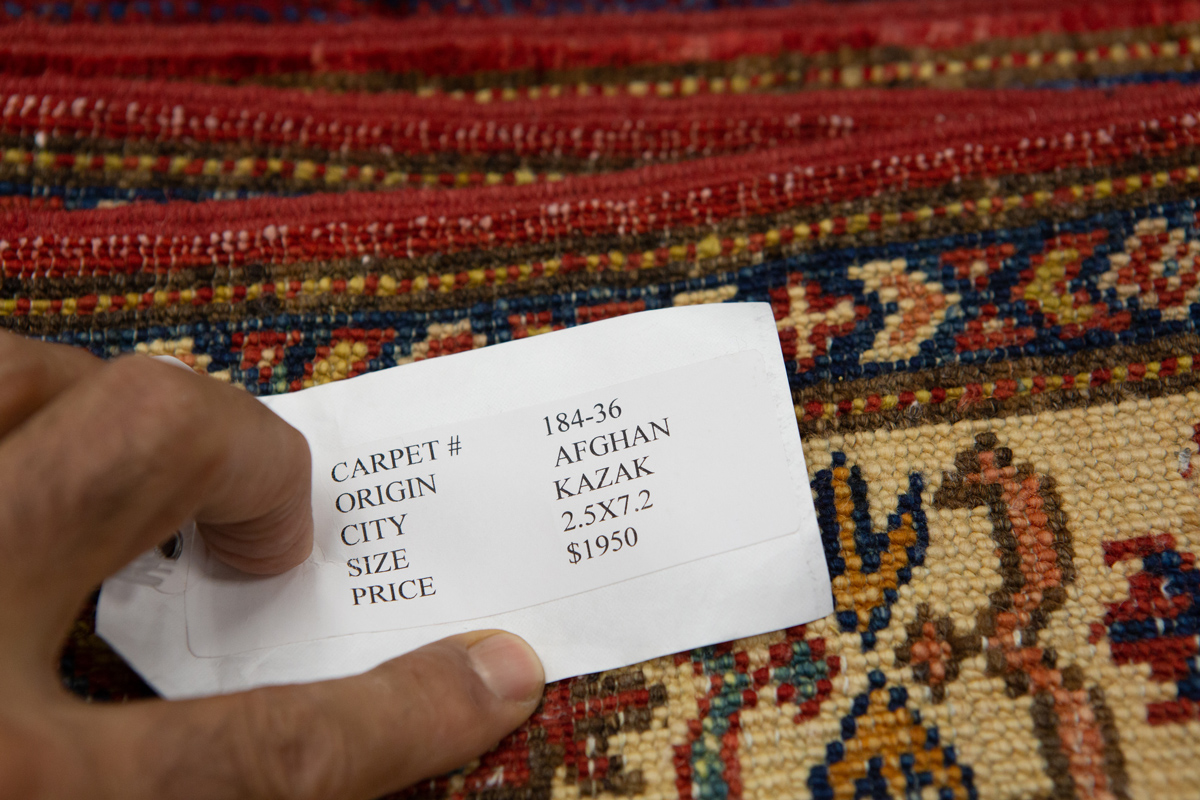 CARPET # 184-36
ORIGIN AFGHAN
CITY KAZAK
SIZE 2.5X7.2
PRICE $1950